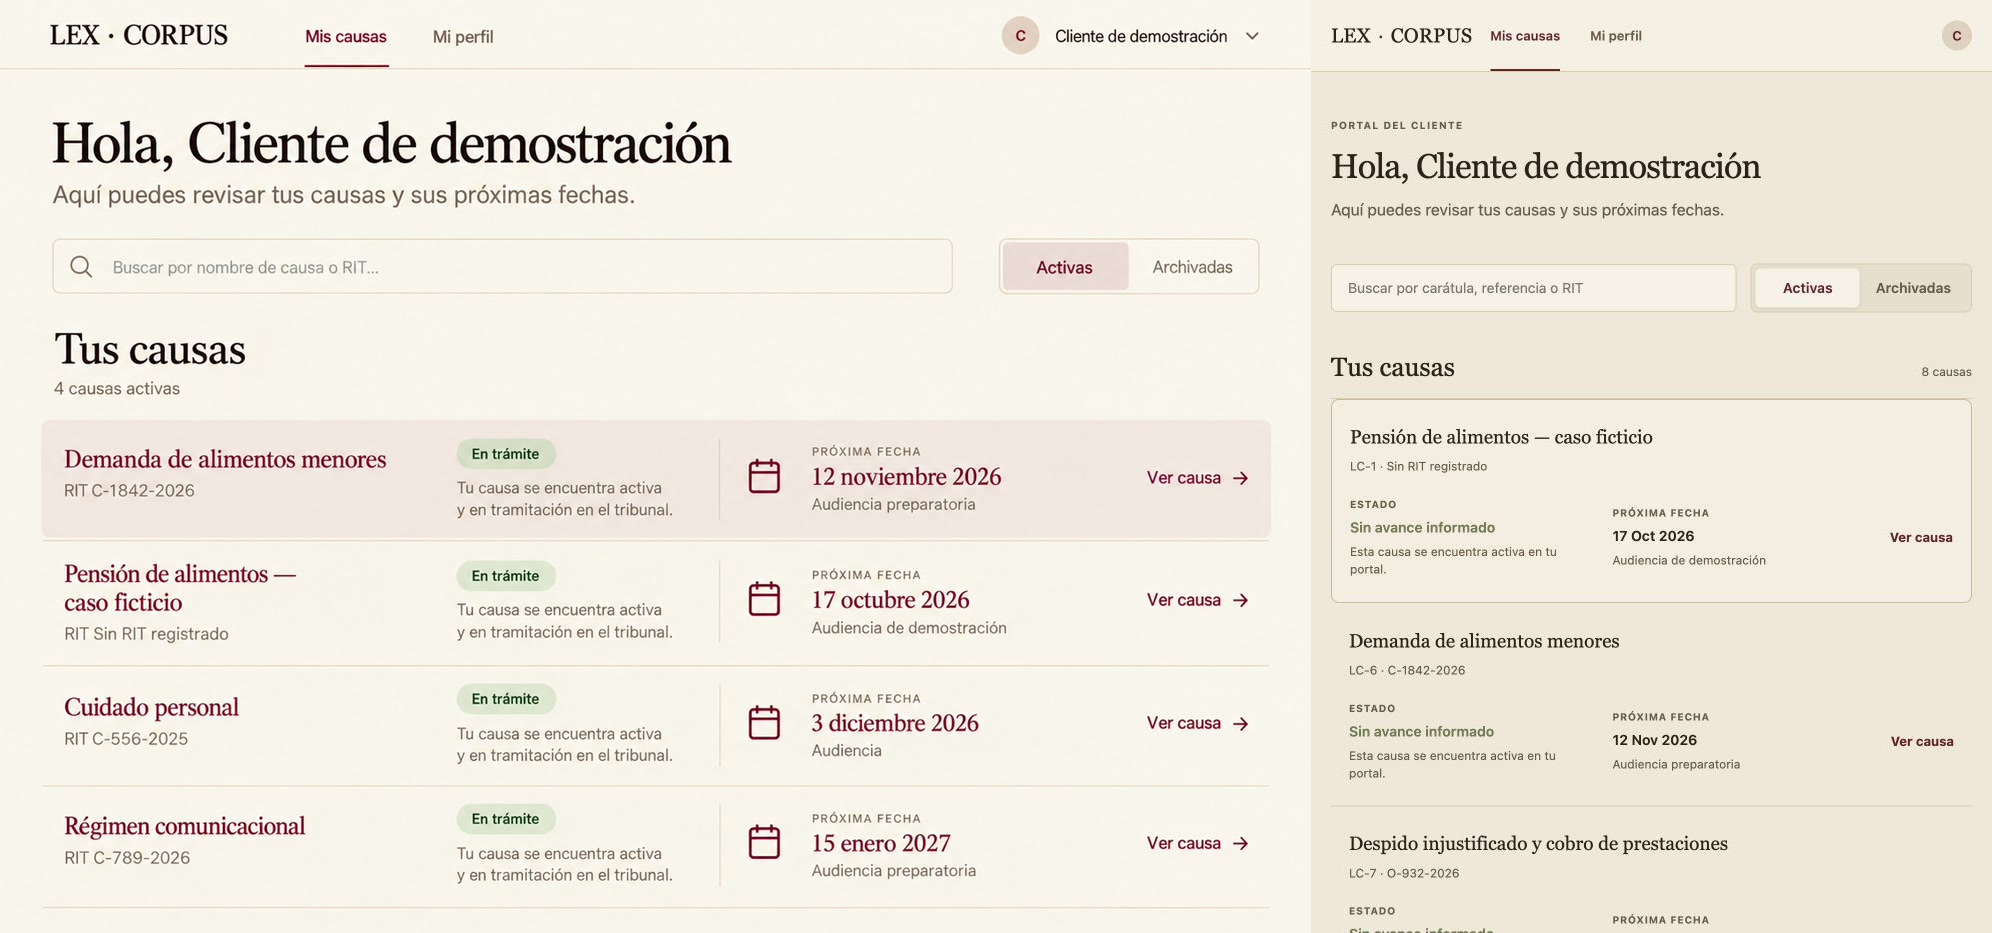 LEX · CORPUS
Mis causas
Mi perfil
C
Cliente de demostración
Hola, Cliente de demostración
Aquí puedes revisar tus causas y sus próximas fechas.
Buscar por nombre de causa o RIT...
Activas
Archivadas
Tus causas
4 causas activas
Demanda de alimentos menores
RIT C-1842-2026
En trámite
Tu causa se encuentra activa
y en tramitación en el tribunal.
PRÓXIMA FECHA
12 noviembre 2026
Audiencia preparatoria
Ver causa →
Pensión de alimentos —
caso ficticio
RIT Sin RIT registrado
En trámite
Tu causa se encuentra activa
y en tramitación en el tribunal.
PRÓXIMA FECHA
17 octubre 2026
Audiencia de demostración
Ver causa →
Cuidado personal
RIT C-556-2025
En trámite
Tu causa se encuentra activa
y en tramitación en el tribunal.
PRÓXIMA FECHA
3 diciembre 2026
Audiencia
Ver causa →
Régimen comunicacional
RIT C-789-2026
En trámite
Tu causa se encuentra activa
y en tramitación en el tribunal.
PRÓXIMA FECHA
15 enero 2027
Audiencia preparatoria
Ver causa →
LEX · CORPUS
Mis causas
Mi perfil
C
PORTAL DEL CLIENTE
Hola, Cliente de demostración
Aquí puedes revisar tus causas y sus próximas fechas.
Buscar por carátula, referencia o RIT
Activas
Archivadas
Tus causas
8 causas
Pensión de alimentos — caso ficticio
LC-1 · Sin RIT registrado
ESTADO
Sin avance informado
Esta causa se encuentra activa en tu
portal.
PRÓXIMA FECHA
17 Oct 2026
Audiencia de demostración
Ver causa
Demanda de alimentos menores
LC-6 · C-1842-2026
ESTADO
Sin avance informado
Esta causa se encuentra activa en tu
portal.
PRÓXIMA FECHA
12 Nov 2026
Audiencia preparatoria
Ver causa
Despido injustificado y cobro de prestaciones
LC-7 · O-932-2026
ESTADO
Sin avance informado
PRÓXIMA FECHA